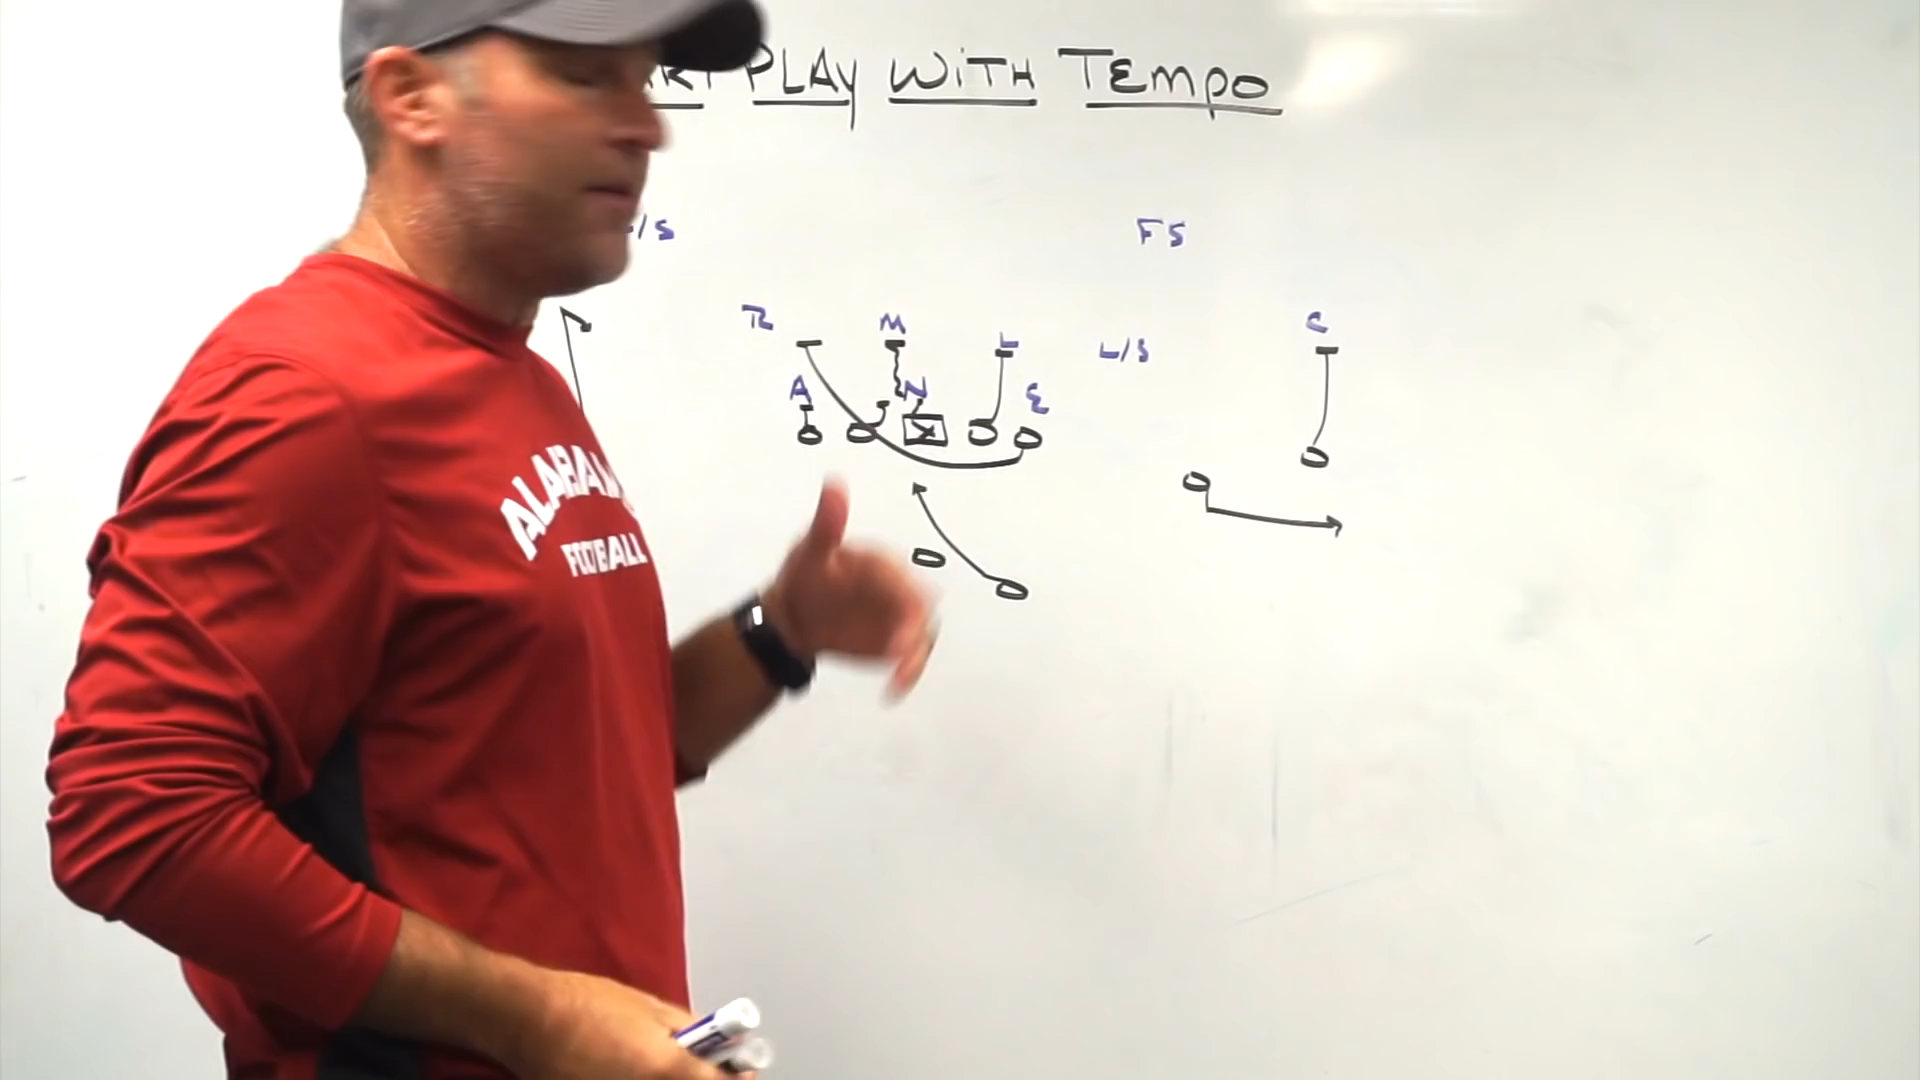 PLAY WITH TEMPO
/S FS
R M L L/S C
A N E
X
ALABAMA
FOOTBALL